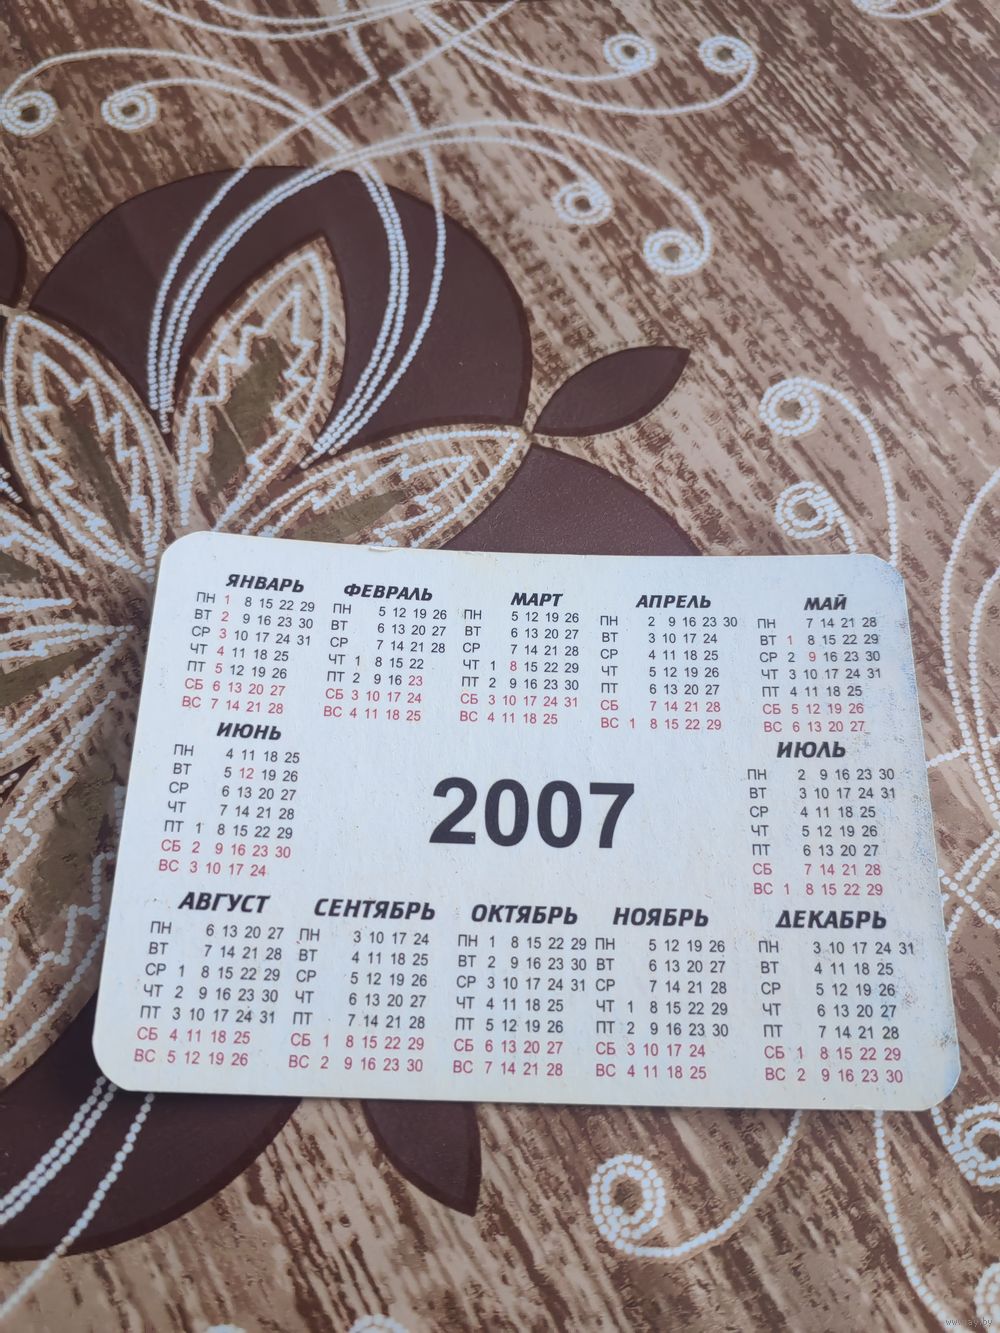 ЯНВАРЬ
ПН 1 8 15 22 29
ВТ 2 9 16 23 30
СР 3 10 17 24 31
ЧТ 4 11 18 25
ПТ 5 12 19 26
СБ 6 13 20 27
ВС 7 14 21 28
ФЕВРАЛЬ
ПН 5 12 19 26
ВТ 6 13 20 27
СР 7 14 21 28
ЧТ 1 8 15 22
ПТ 2 9 16 23
СБ 3 10 17 24
ВС 4 11 18 25
МАРТ
ПН 5 12 19 26
ВТ 6 13 20 27
СР 7 14 21 28
ЧТ 1 8 15 22 29
ПТ 2 9 16 23 30
СБ 3 10 17 24 31
ВС 4 11 18 25
АПРЕЛЬ
ПН 2 9 16 23 30
ВТ 3 10 17 24
СР 4 11 18 25
ЧТ 5 12 19 26
ПТ 6 13 20 27
СБ 7 14 21 28
ВС 1 8 15 22 29
МАЙ
ПН 7 14 21 28
ВТ 1 8 15 22 29
СР 2 9 16 23 30
ЧТ 3 10 17 24 31
ПТ 4 11 18 25
СБ 5 12 19 26
ВС 6 13 20 27
ИЮНЬ
ПН 4 11 18 25
ВТ 5 12 19 26
СР 6 13 20 27
ЧТ 7 14 21 28
ПТ 1 8 15 22 29
СБ 2 9 16 23 30
ВС 3 10 17 24
2007
ИЮЛЬ
ПН 2 9 16 23 30
ВТ 3 10 17 24 31
СР 4 11 18 25
ЧТ 5 12 19 26
ПТ 6 13 20 27
СБ 7 14 21 28
ВС 1 8 15 22 29
АВГУСТ
ПН 6 13 20 27
ВТ 7 14 21 28
СР 1 8 15 22 29
ЧТ 2 9 16 23 30
ПТ 3 10 17 24 31
СБ 4 11 18 25
ВС 5 12 19 26
СЕНТЯБРЬ
ПН 3 10 17 24
ВТ 4 11 18 25
СР 5 12 19 26
ЧТ 6 13 20 27
ПТ 7 14 21 28
СБ 1 8 15 22 29
ВС 2 9 16 23 30
ОКТЯБРЬ
ПН 1 8 15 22 29
ВТ 2 9 16 23 30
СР 3 10 17 24 31
ЧТ 4 11 18 25
ПТ 5 12 19 26
СБ 6 13 20 27
ВС 7 14 21 28
НОЯБРЬ
ПН 5 12 19 26
ВТ 6 13 20 27
СР 7 14 21 28
ЧТ 1 8 15 22 29
ПТ 2 9 16 23 30
СБ 3 10 17 24
ВС 4 11 18 25
ДЕКАБРЬ
ПН 3 10 17 24 31
ВТ 4 11 18 25
СР 5 12 19 26
ЧТ 6 13 20 27
ПТ 7 14 21 28
СБ 1 8 15 22 29
ВС 2 9 16 23 30
www.ay.by